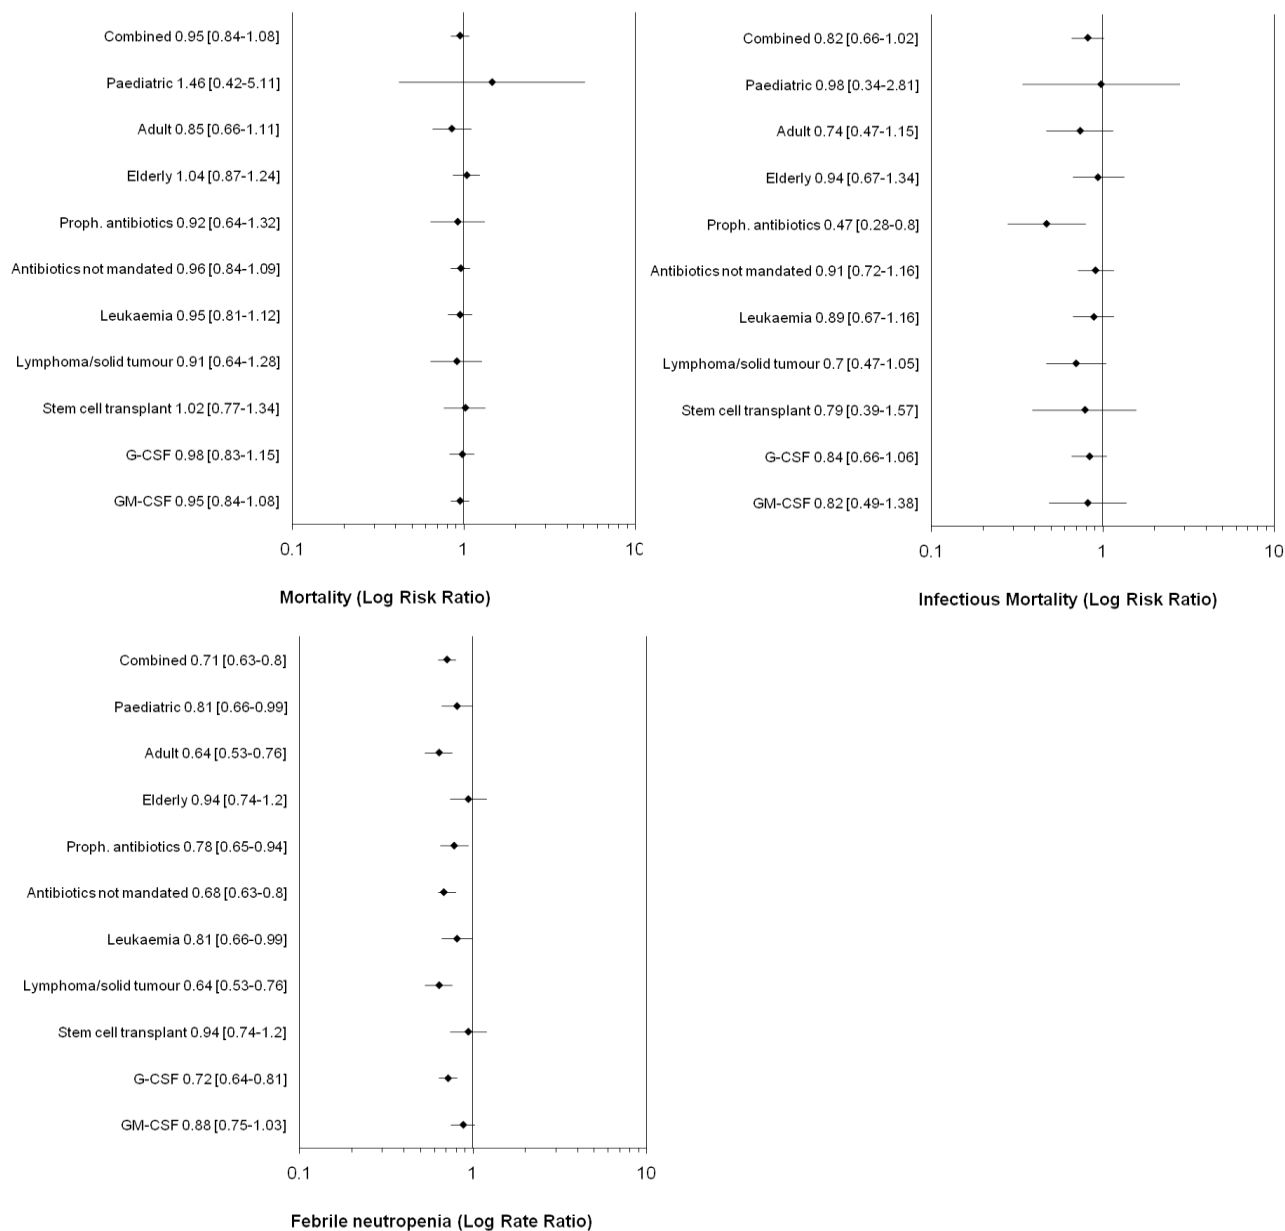 Combined 0.95 [0.84-1.08]
Paediatric 1.46 [0.42-5.11]
Adult 0.85 [0.66-1.11]
Elderly 1.04 [0.87-1.24]
Proph. antibiotics 0.92 [0.64-1.32]
Antibiotics not mandated 0.96 [0.84-1.09]
Leukaemia 0.95 [0.81-1.12]
Lymphoma/solid tumour 0.91 [0.64-1.28]
Stem cell transplant 1.02 [0.77-1.34]
G-CSF 0.98 [0.83-1.15]
GM-CSF 0.95 [0.84-1.08]
0.1 1 10
Mortality (Log Risk Ratio)
Combined 0.82 [0.66-1.02]
Paediatric 0.98 [0.34-2.81]
Adult 0.74 [0.47-1.15]
Elderly 0.94 [0.67-1.34]
Proph. antibiotics 0.47 [0.28-0.8]
Antibiotics not mandated 0.91 [0.72-1.16]
Leukaemia 0.89 [0.67-1.16]
Lymphoma/solid tumour 0.7 [0.47-1.05]
Stem cell transplant 0.79 [0.39-1.57]
G-CSF 0.84 [0.66-1.06]
GM-CSF 0.82 [0.49-1.38]
0.1 1 10
Infectious Mortality (Log Risk Ratio)
Combined 0.71 [0.63-0.8]
Paediatric 0.81 [0.66-0.99]
Adult 0.64 [0.53-0.76]
Elderly 0.94 [0.74-1.2]
Proph. antibiotics 0.78 [0.65-0.94]
Antibiotics not mandated 0.68 [0.63-0.8]
Leukaemia 0.81 [0.66-0.99]
Lymphoma/solid tumour 0.64 [0.53-0.76]
Stem cell transplant 0.94 [0.74-1.2]
G-CSF 0.72 [0.64-0.81]
GM-CSF 0.88 [0.75-1.03]
0.1 1 10
Febrile neutropenia (Log Rate Ratio)